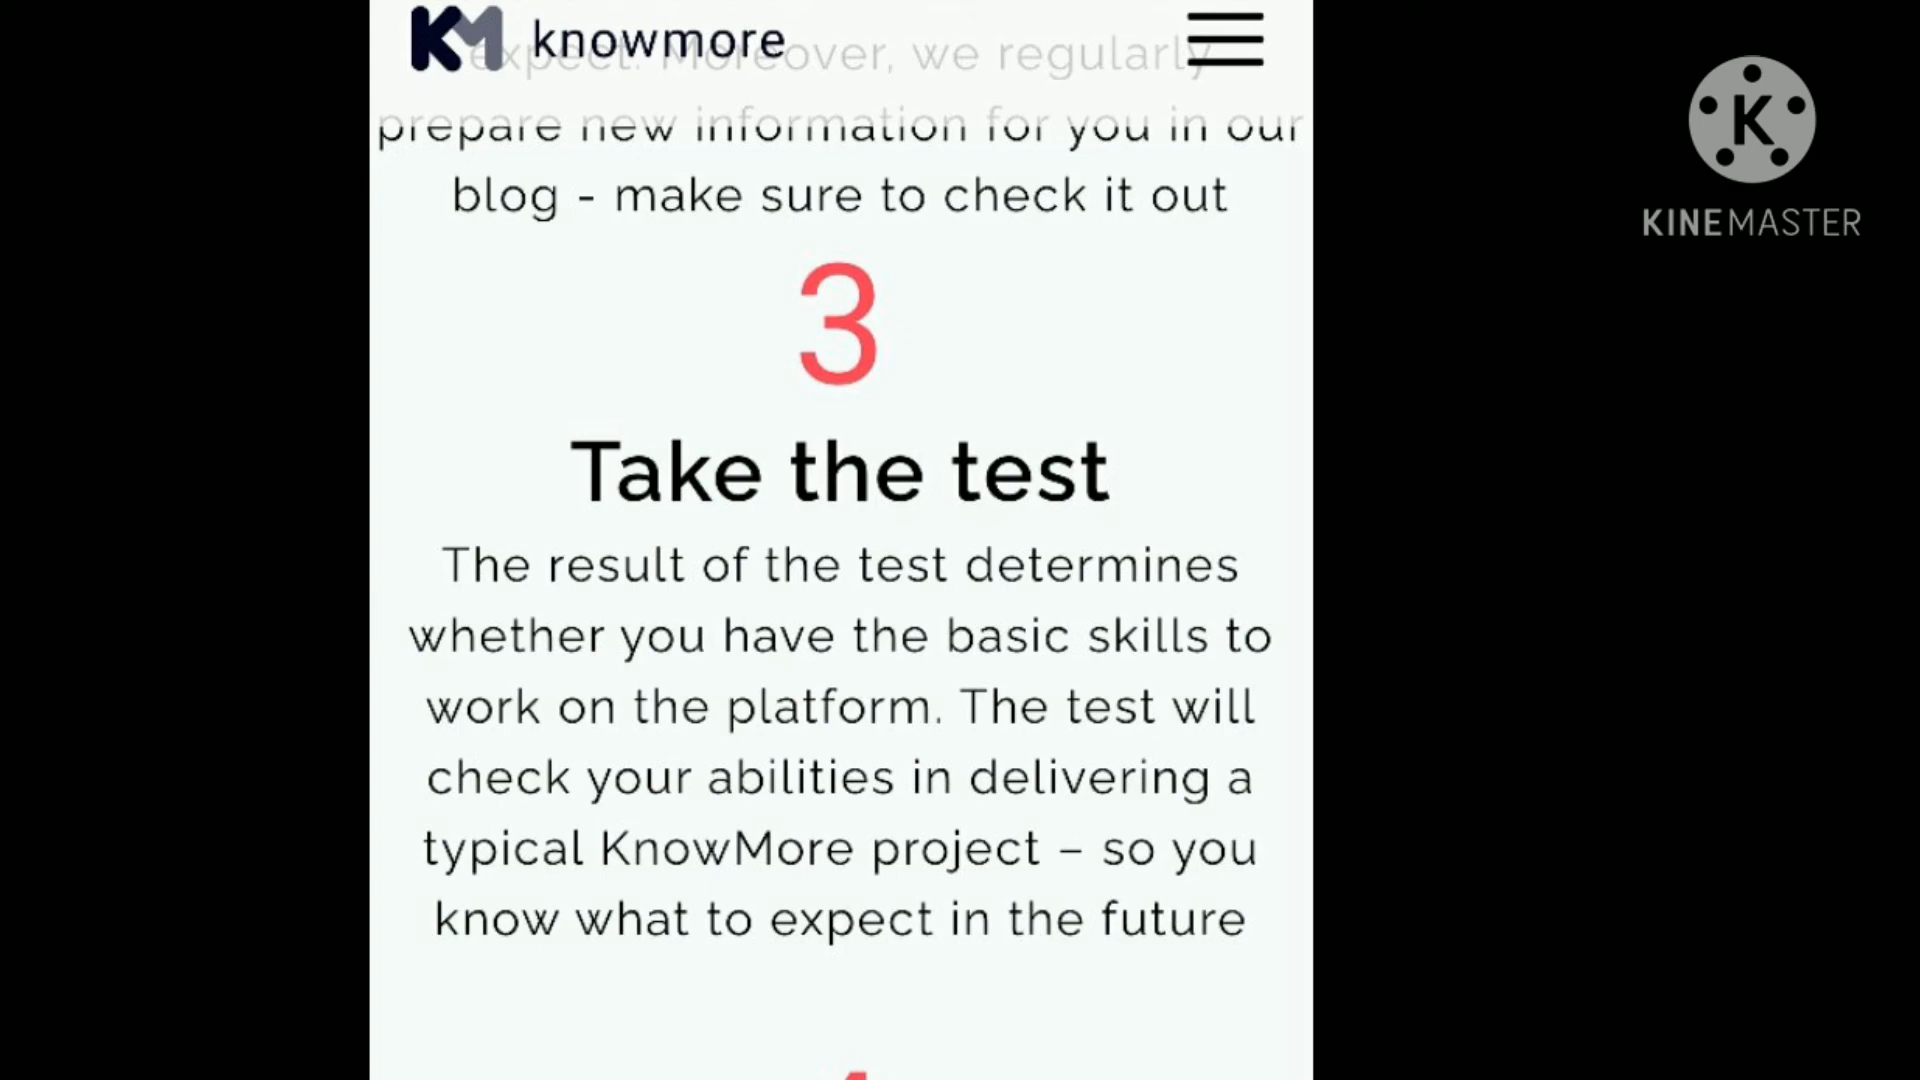 KM knowmore
expect. Moreover, we regularly
prepare new information for you in our
blog - make sure to check it out
3
Take the test
The result of the test determines
whether you have the basic skills to
work on the platform. The test will
check your abilities in delivering a
typical KnowMore project – so you
know what to expect in the future
K
KINEMASTER